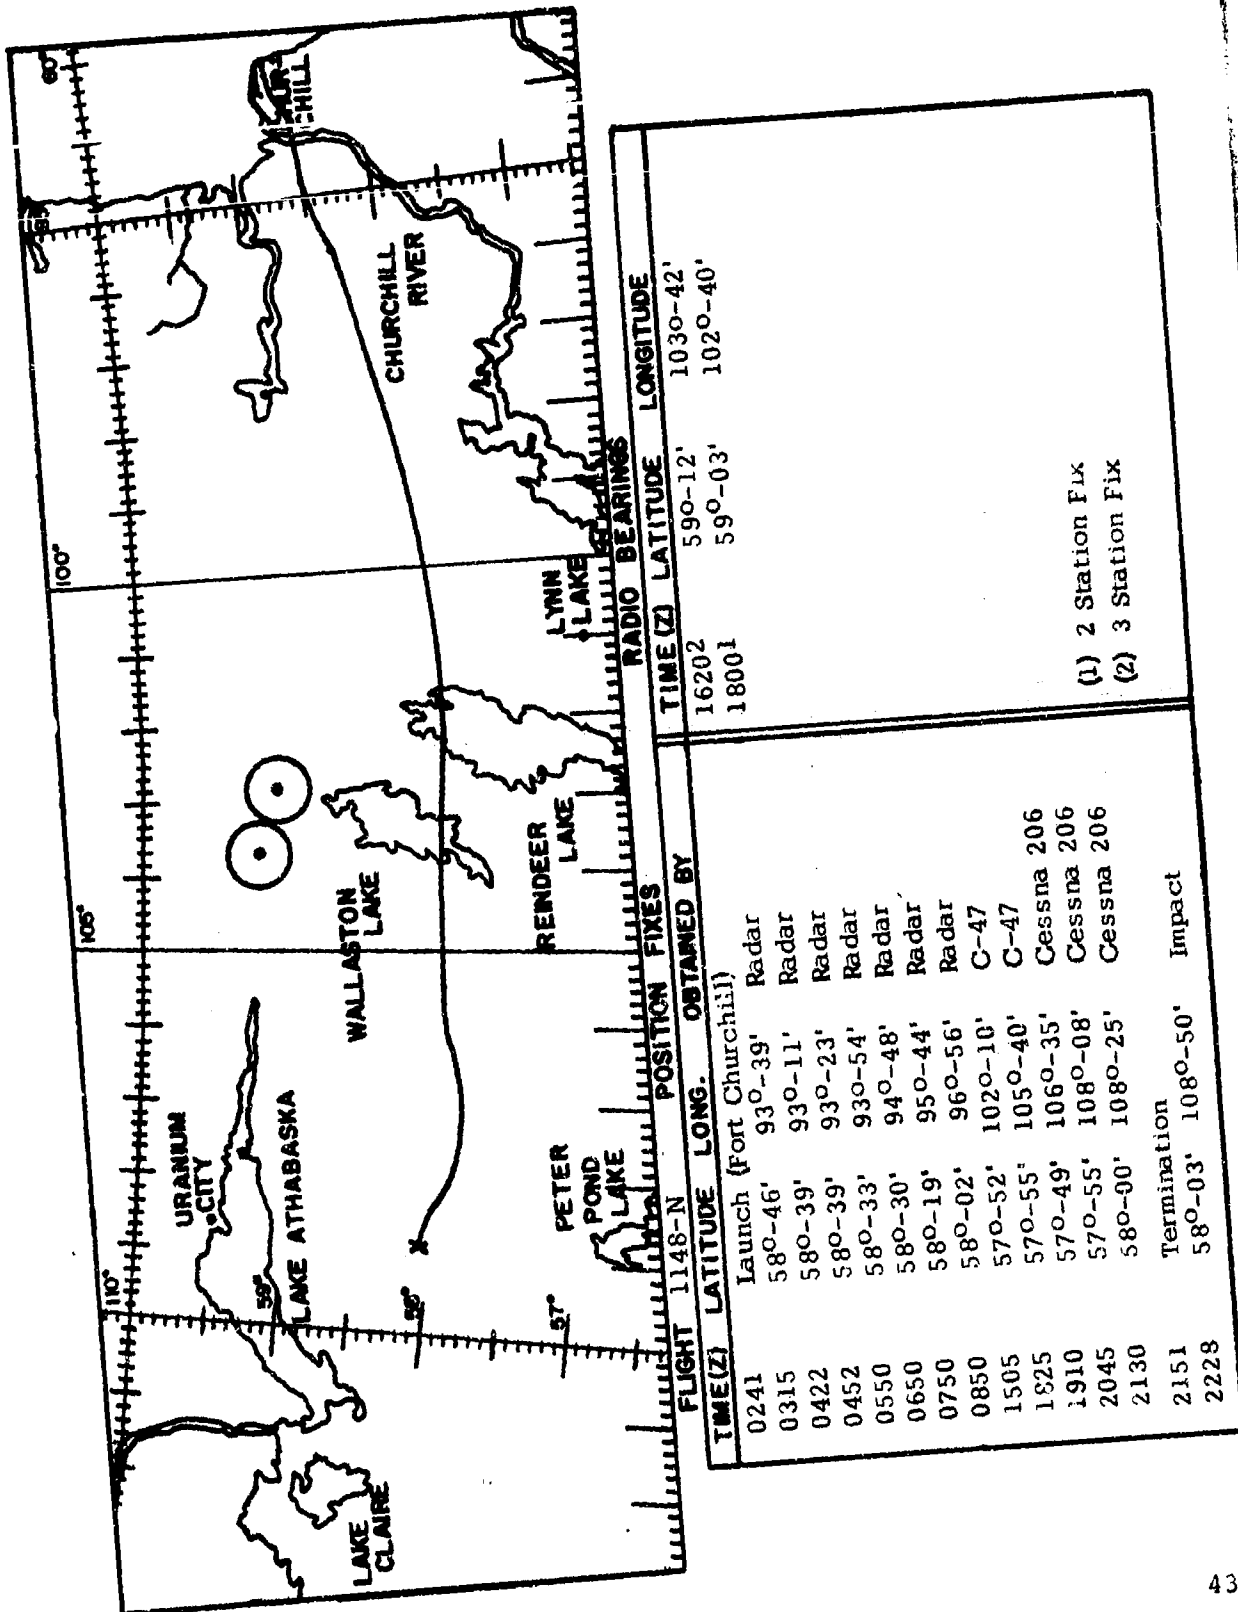 110°
105°
100°
60°
URANIUM
CITY
LAKE ATHABASKA
59°
58°
57°
LAKE
CLAIRE
PETER
POND
LAKE
WALLASTON
LAKE
REINDEER
LAKE
LYNN
LAKE
CHURCHILL
RIVER
CHUR-
CHILL
FLIGHT 1148-N POSITION FIXES
TIME(Z) LATITUDE LONG. OBTAINED BY
0241 Launch (Fort Churchill)
0315 58°-46' 93°-39' Radar
0422 58°-39' 93°-11' Radar
0452 58°-39' 93°-23' Radar
0550 58°-33' 93°-54' Radar
0650 58°-30' 94°-48' Radar
0750 58°-19' 95°-44' Radar
0850 58°-02' 96°-56' Radar
1505 57°-52' 102°-10' C-47
1825 57°-55' 105°-40' C-47
1910 57°-49' 106°-35' Cessna 206
2045 57°-55' 108°-08' Cessna 206
2130 58°-00' 108°-25' Cessna 206
2151 Termination
2228 58°-03' 108°-50' Impact
RADIO BEARINGS
TIME(Z) LATITUDE LONGITUDE
1620² 59°-12' 103°-42'
1800¹ 59°-03' 102°-40'
(1) 2 Station Fix
(2) 3 Station Fix
43